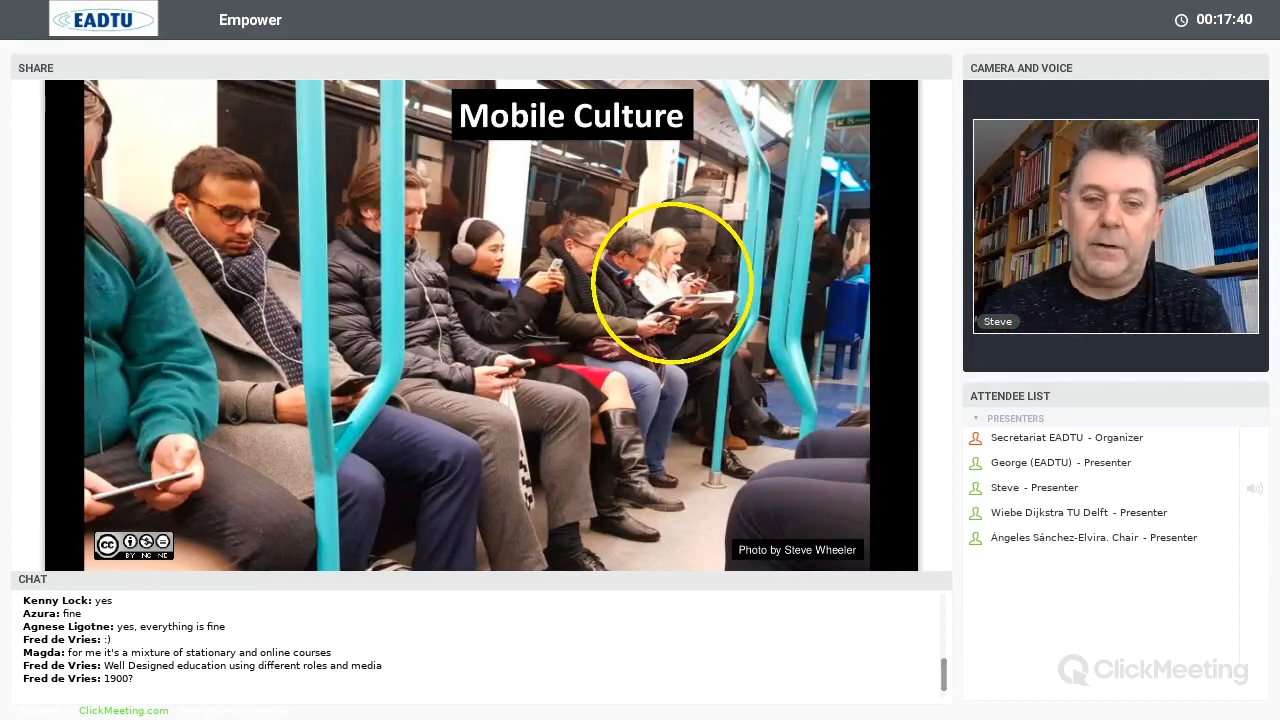 EADTU
Empower
00:17:40
SHARE
CAMERA AND VOICE
Mobile Culture
Steve
cc
BY NC NE
Photo by Steve Wheeler
ATTENDEE LIST
PRESENTERS
Secretariat EADTU - Organizer
George (EADTU) - Presenter
Steve - Presenter
Wiebe Dijkstra TU Delft - Presenter
Ángeles Sánchez-Elvira. Chair - Presenter
CHAT
Kenny Lock: yes
Azura: fine
Agnese Ligotne: yes, everything is fine
Fred de Vries: :)
Magda: for me it's a mixture of stationary and online courses
Fred de Vries: Well Designed education using different roles and media
Fred de Vries: 1900?
ClickMeeting
ClickMeeting.com